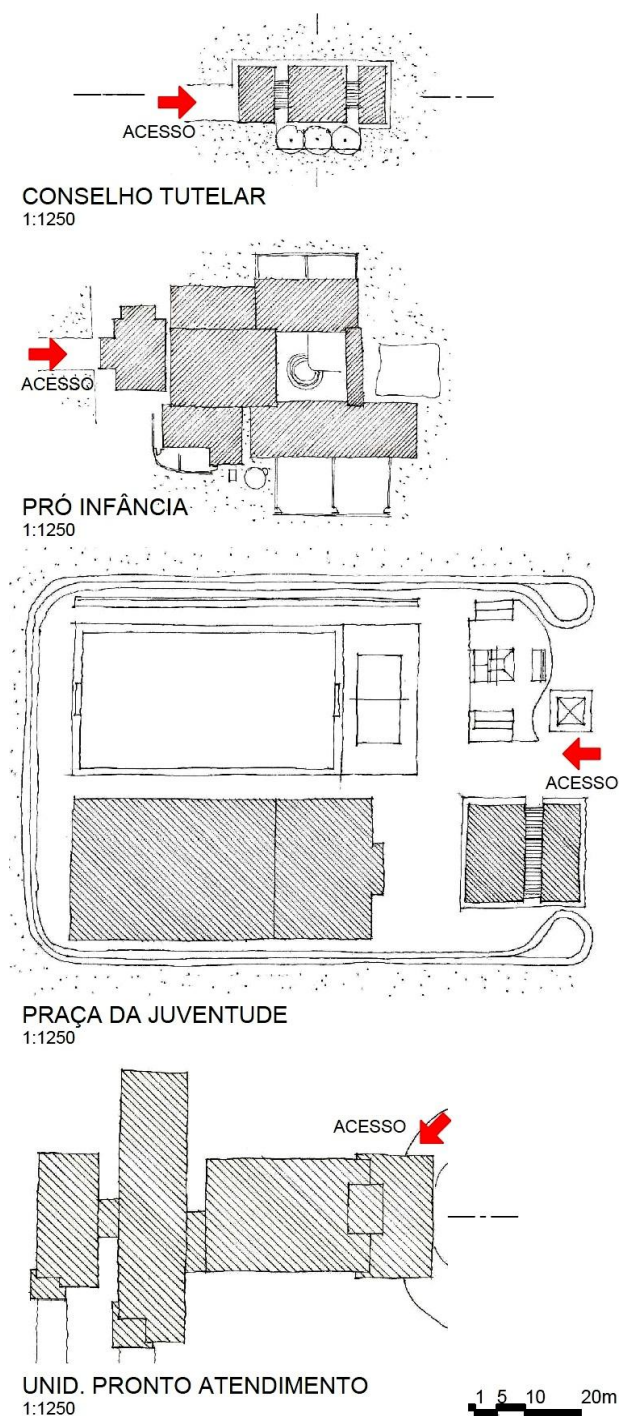 ACESSO
CONSELHO TUTELAR
1:1250
ACESSO
PRÓ INFÂNCIA
1:1250
ACESSO
PRAÇA DA JUVENTUDE
1:1250
ACESSO
UNID. PRONTO ATENDIMENTO
1:1250
1 5 10 20m